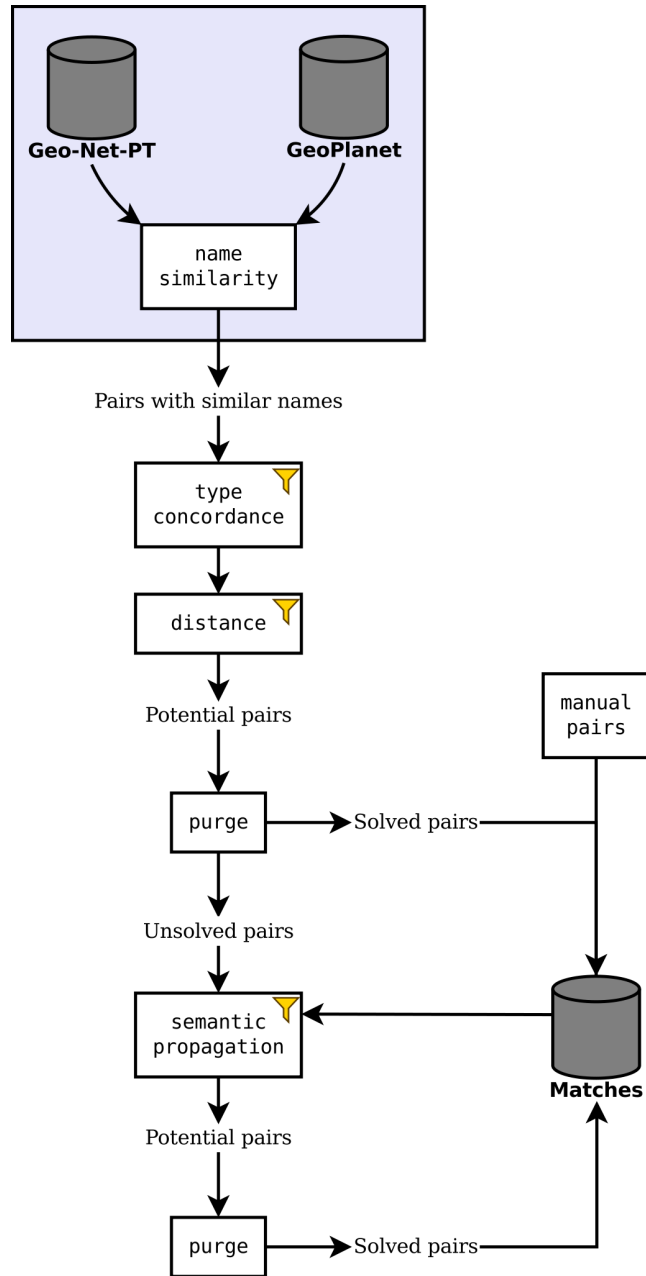 Geo-Net-PT
GeoPlanet
name
similarity
Pairs with similar names
type
concordance
distance
Potential pairs
manual
pairs
purge
Solved pairs
Unsolved pairs
semantic
propagation
Matches
Potential pairs
purge
Solved pairs